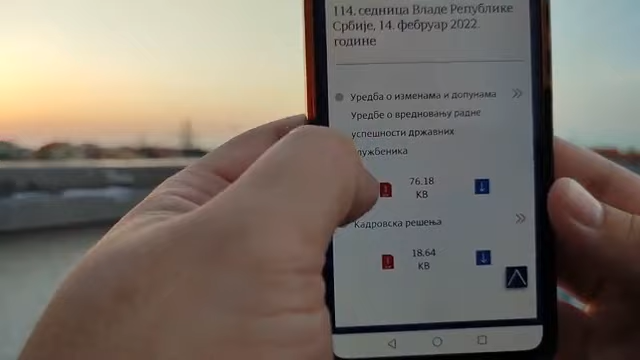 114. седница Владе Републике
Србије, 14. фебруар 2022.
године
Уредба о изменама и допунама
Уредбе о вредновању радне
успешности државних
службеника
76.18
KB
Кадровска решења
18.64
KB